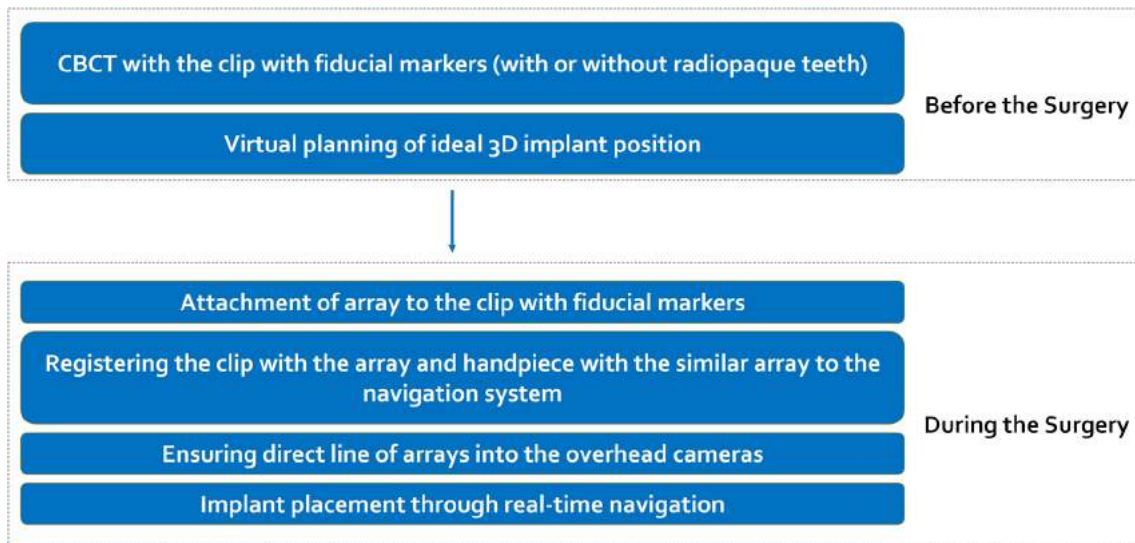 CBCT with the clip with fiducial markers (with or without radiopaque teeth)
Before the Surgery
Virtual planning of ideal 3D implant position
Attachment of array to the clip with fiducial markers
Registering the clip with the array and handpiece with the similar array to the
navigation system
During the Surgery
Ensuring direct line of arrays into the overhead cameras
Implant placement through real-time navigation